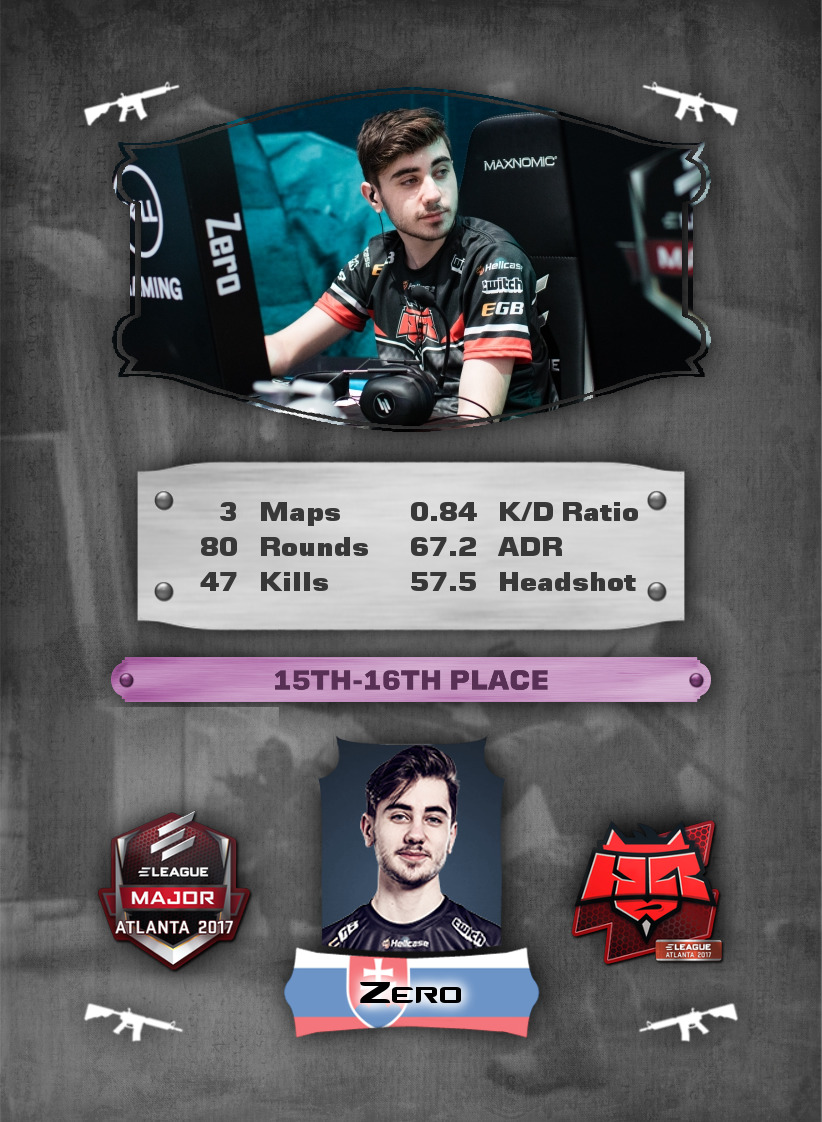 MAXNOMIC
F
Zero
Hellcase
twitch
EGB
MING
3 Maps 0.84 K/D Ratio
80 Rounds 67.2 ADR
47 Kills 57.5 Headshot
15TH-16TH PLACE
ELEAGUE
MAJOR
ATLANTA 2017
EGB
Hellcase
twitch
HR
ELEAGUE
ATLANTA 2017
ZERO